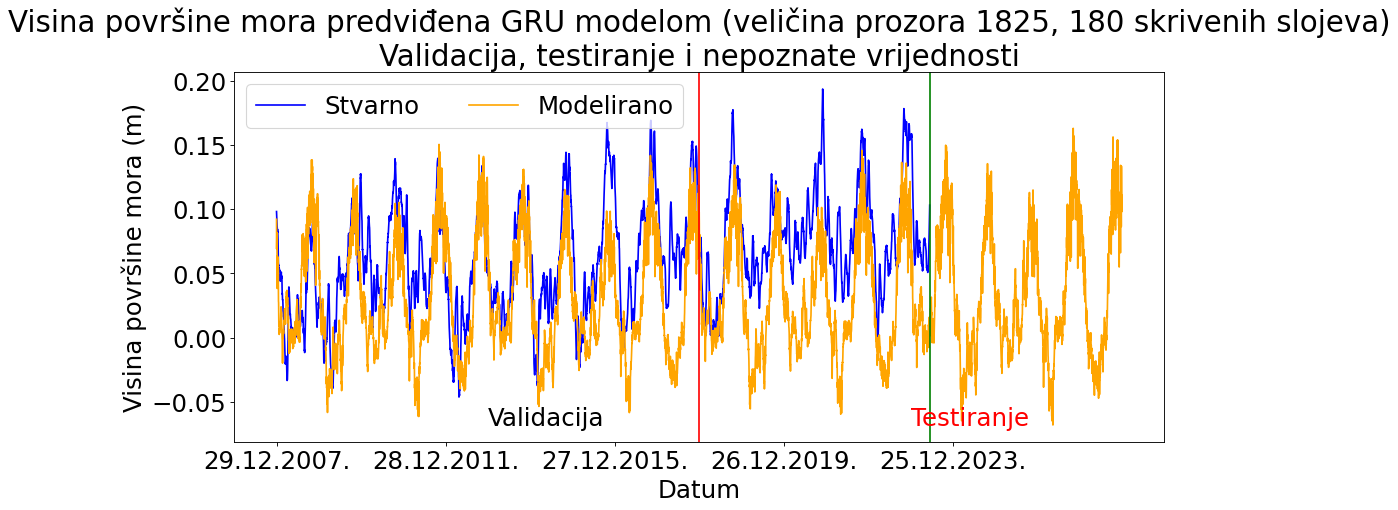 Visina površine mora predviđena GRU modelom (veličina prozora 1825, 180 skrivenih slojeva)
Validacija, testiranje i nepoznate vrijednosti
Stvarno
Modelirano
Visina površine mora (m)
0.20
0.15
0.10
0.05
0.00
−0.05
Validacija
Testiranje
29.12.2007.
28.12.2011.
27.12.2015.
26.12.2019.
25.12.2023.
Datum